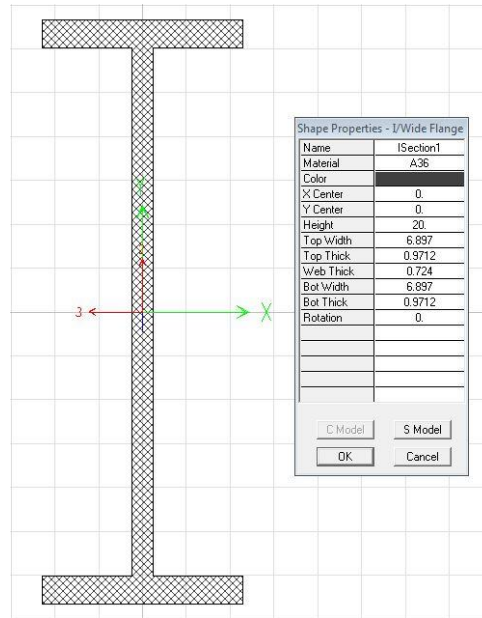 Shape Properties - I/Wide Flange
Name ISection1
Material A36
Color
X Center 0.
Y Center 0.
Height 20.
Top Width 6.897
Top Thick 0.9712
Web Thick 0.724
Bot Width 6.897
Bot Thick 0.9712
Rotation 0.
Y
3 X
C Model S Model
OK Cancel